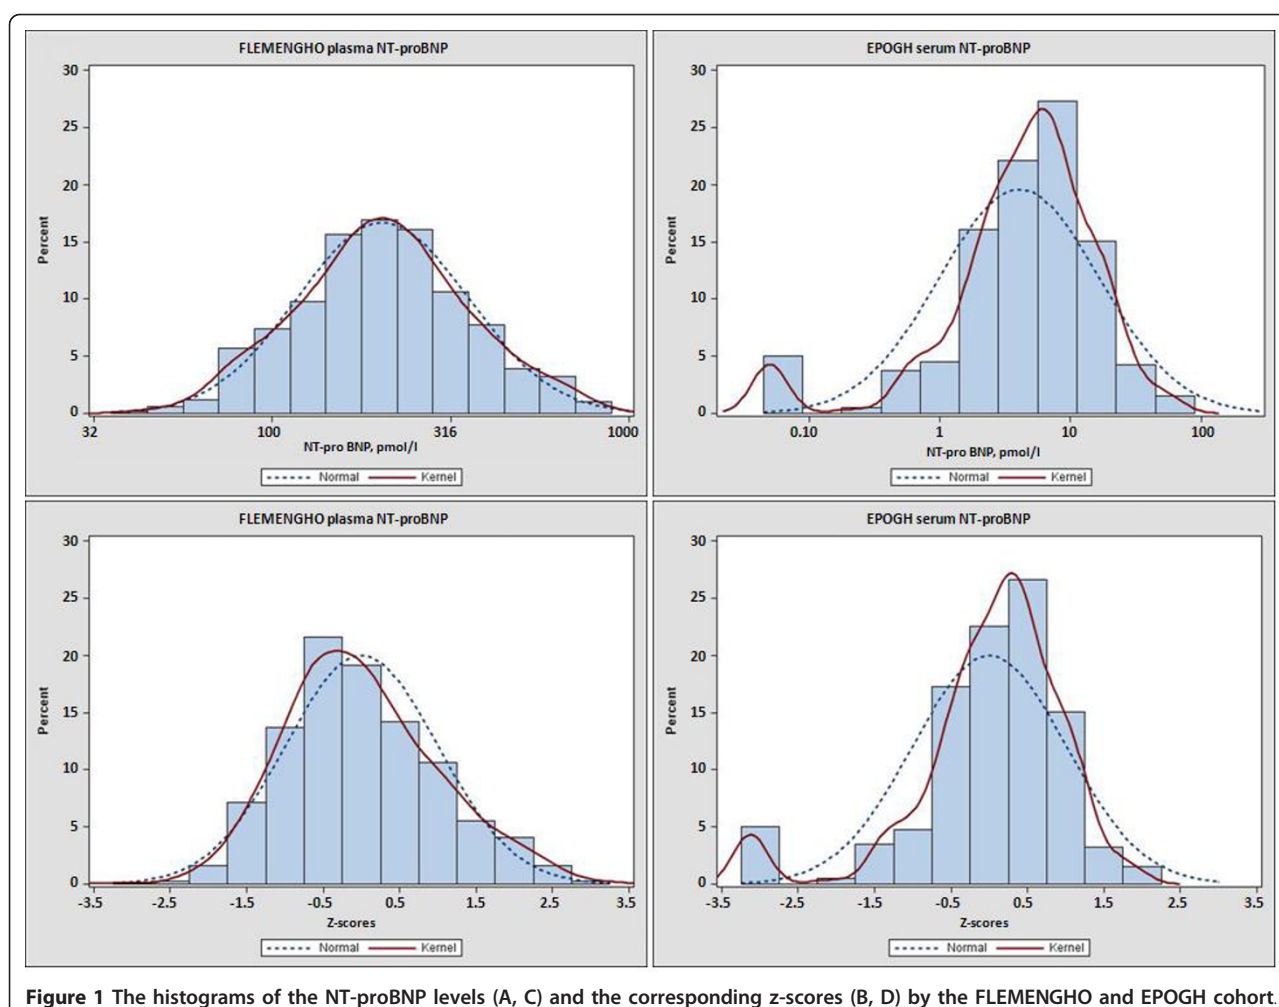 FLEMENGHO plasma NT-proBNP
30
25
20
15
10
5
0
Percent
32 100 316 1000
NT-pro BNP, pmol/l
Normal Kernel
EPOGH serum NT-proBNP
30
25
20
15
10
5
0
Percent
0.10 1 10 100
NT-pro BNP, pmol/l
Normal Kernel
FLEMENGHO plasma NT-proBNP
30
25
20
15
10
5
0
Percent
-3.5 -2.5 -1.5 -0.5 0.5 1.5 2.5 3.5
Z-scores
Normal Kernel
EPOGH serum NT-proBNP
30
25
20
15
10
5
0
Percent
-3.5 -2.5 -1.5 -0.5 0.5 1.5 2.5 3.5
Z-scores
Normal Kernel
Figure 1 The histograms of the NT-proBNP levels (A, C) and the corresponding z-scores (B, D) by the FLEMENGHO and EPOGH cohort